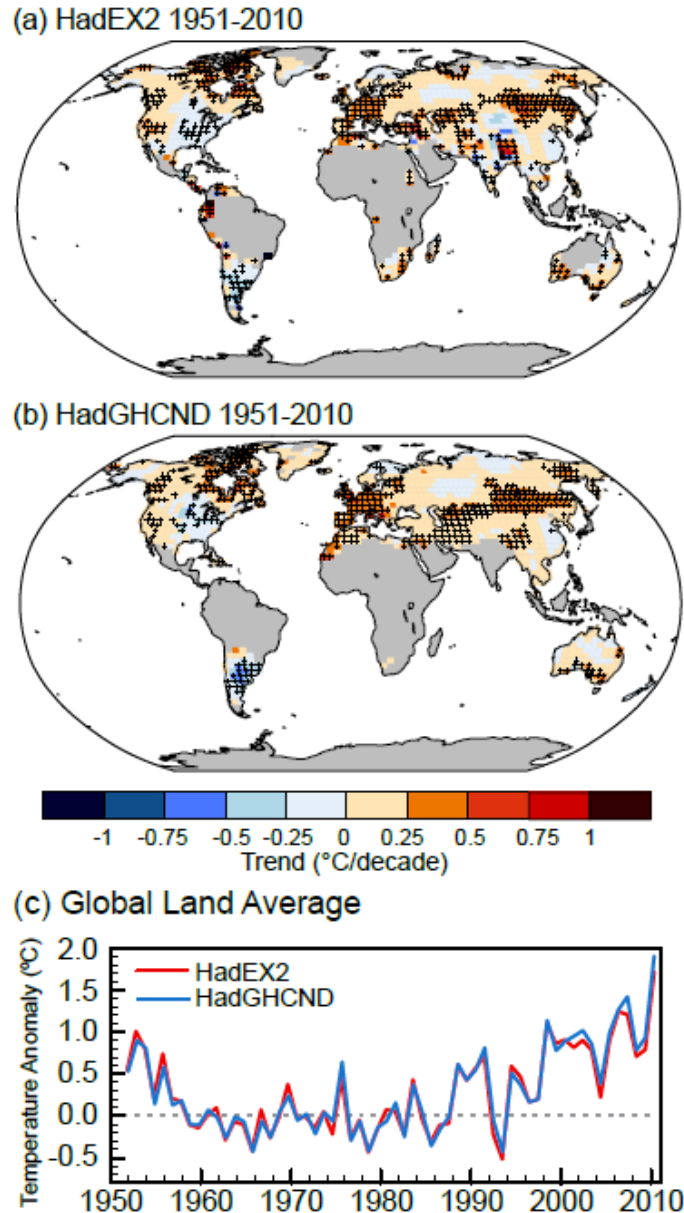 (a) HadEX2 1951-2010
(b) HadGHCND 1951-2010
-1 -0.75 -0.5 -0.25 0 0.25 0.5 0.75 1
Trend (°C/decade)
(c) Global Land Average
Temperature Anomaly (ºC)
2.0
1.5
1.0
0.5
0.0
-0.5
HadEX2
HadGHCND
1950 1960 1970 1980 1990 2000 2010